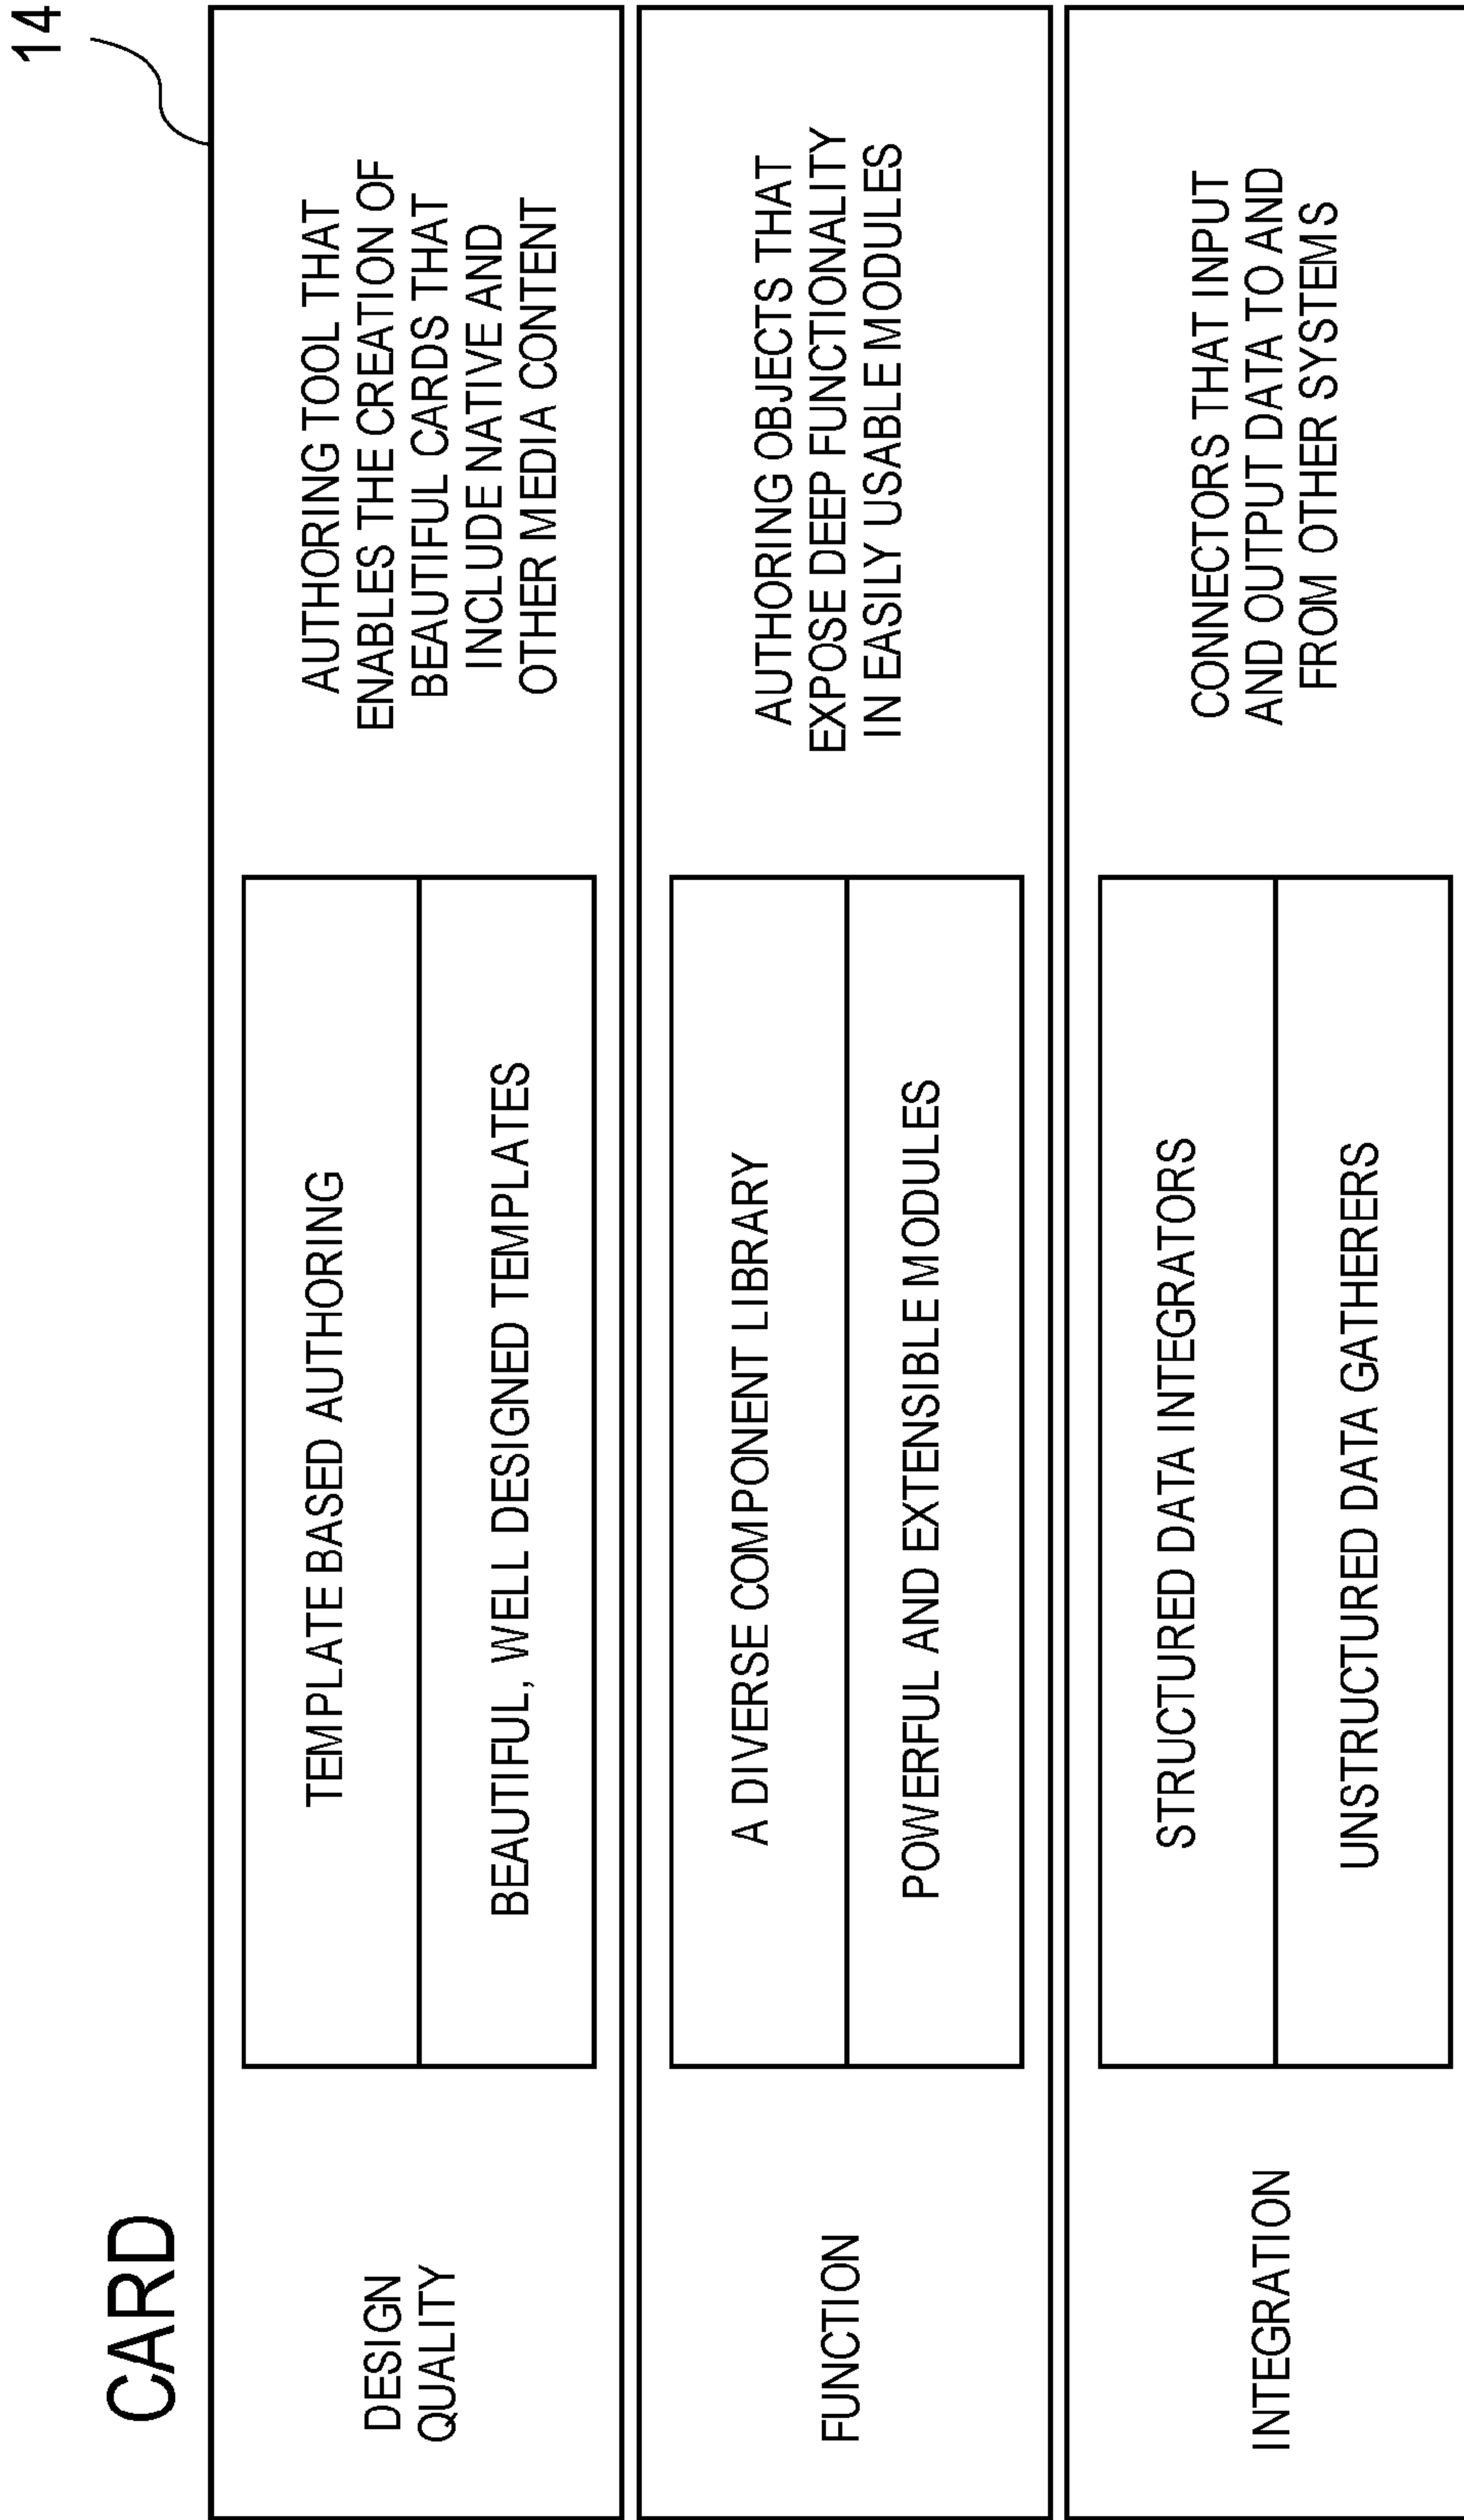 14
CARD
DESIGN
QUALITY
TEMPLATE BASED AUTHORING
BEAUTIFUL, WELL DESIGNED TEMPLATES
AUTHORING TOOL THAT
ENABLES THE CREATION OF
BEAUTIFUL CARDS THAT
INCLUDE NATIVE AND
OTHER MEDIA CONTENT
FUNCTION
A DIVERSE COMPONENT LIBRARY
POWERFUL AND EXTENSIBLE MODULES
AUTHORING OBJECTS THAT
EXPOSE DEEP FUNCTIONALITY
IN EASILY USABLE MODULES
INTEGRATION
STRUCTURED DATA INTEGRATORS
UNSTRUCTURED DATA GATHERERS
CONNECTORS THAT INPUT
AND OUTPUT DATA TO AND
FROM OTHER SYSTEMS